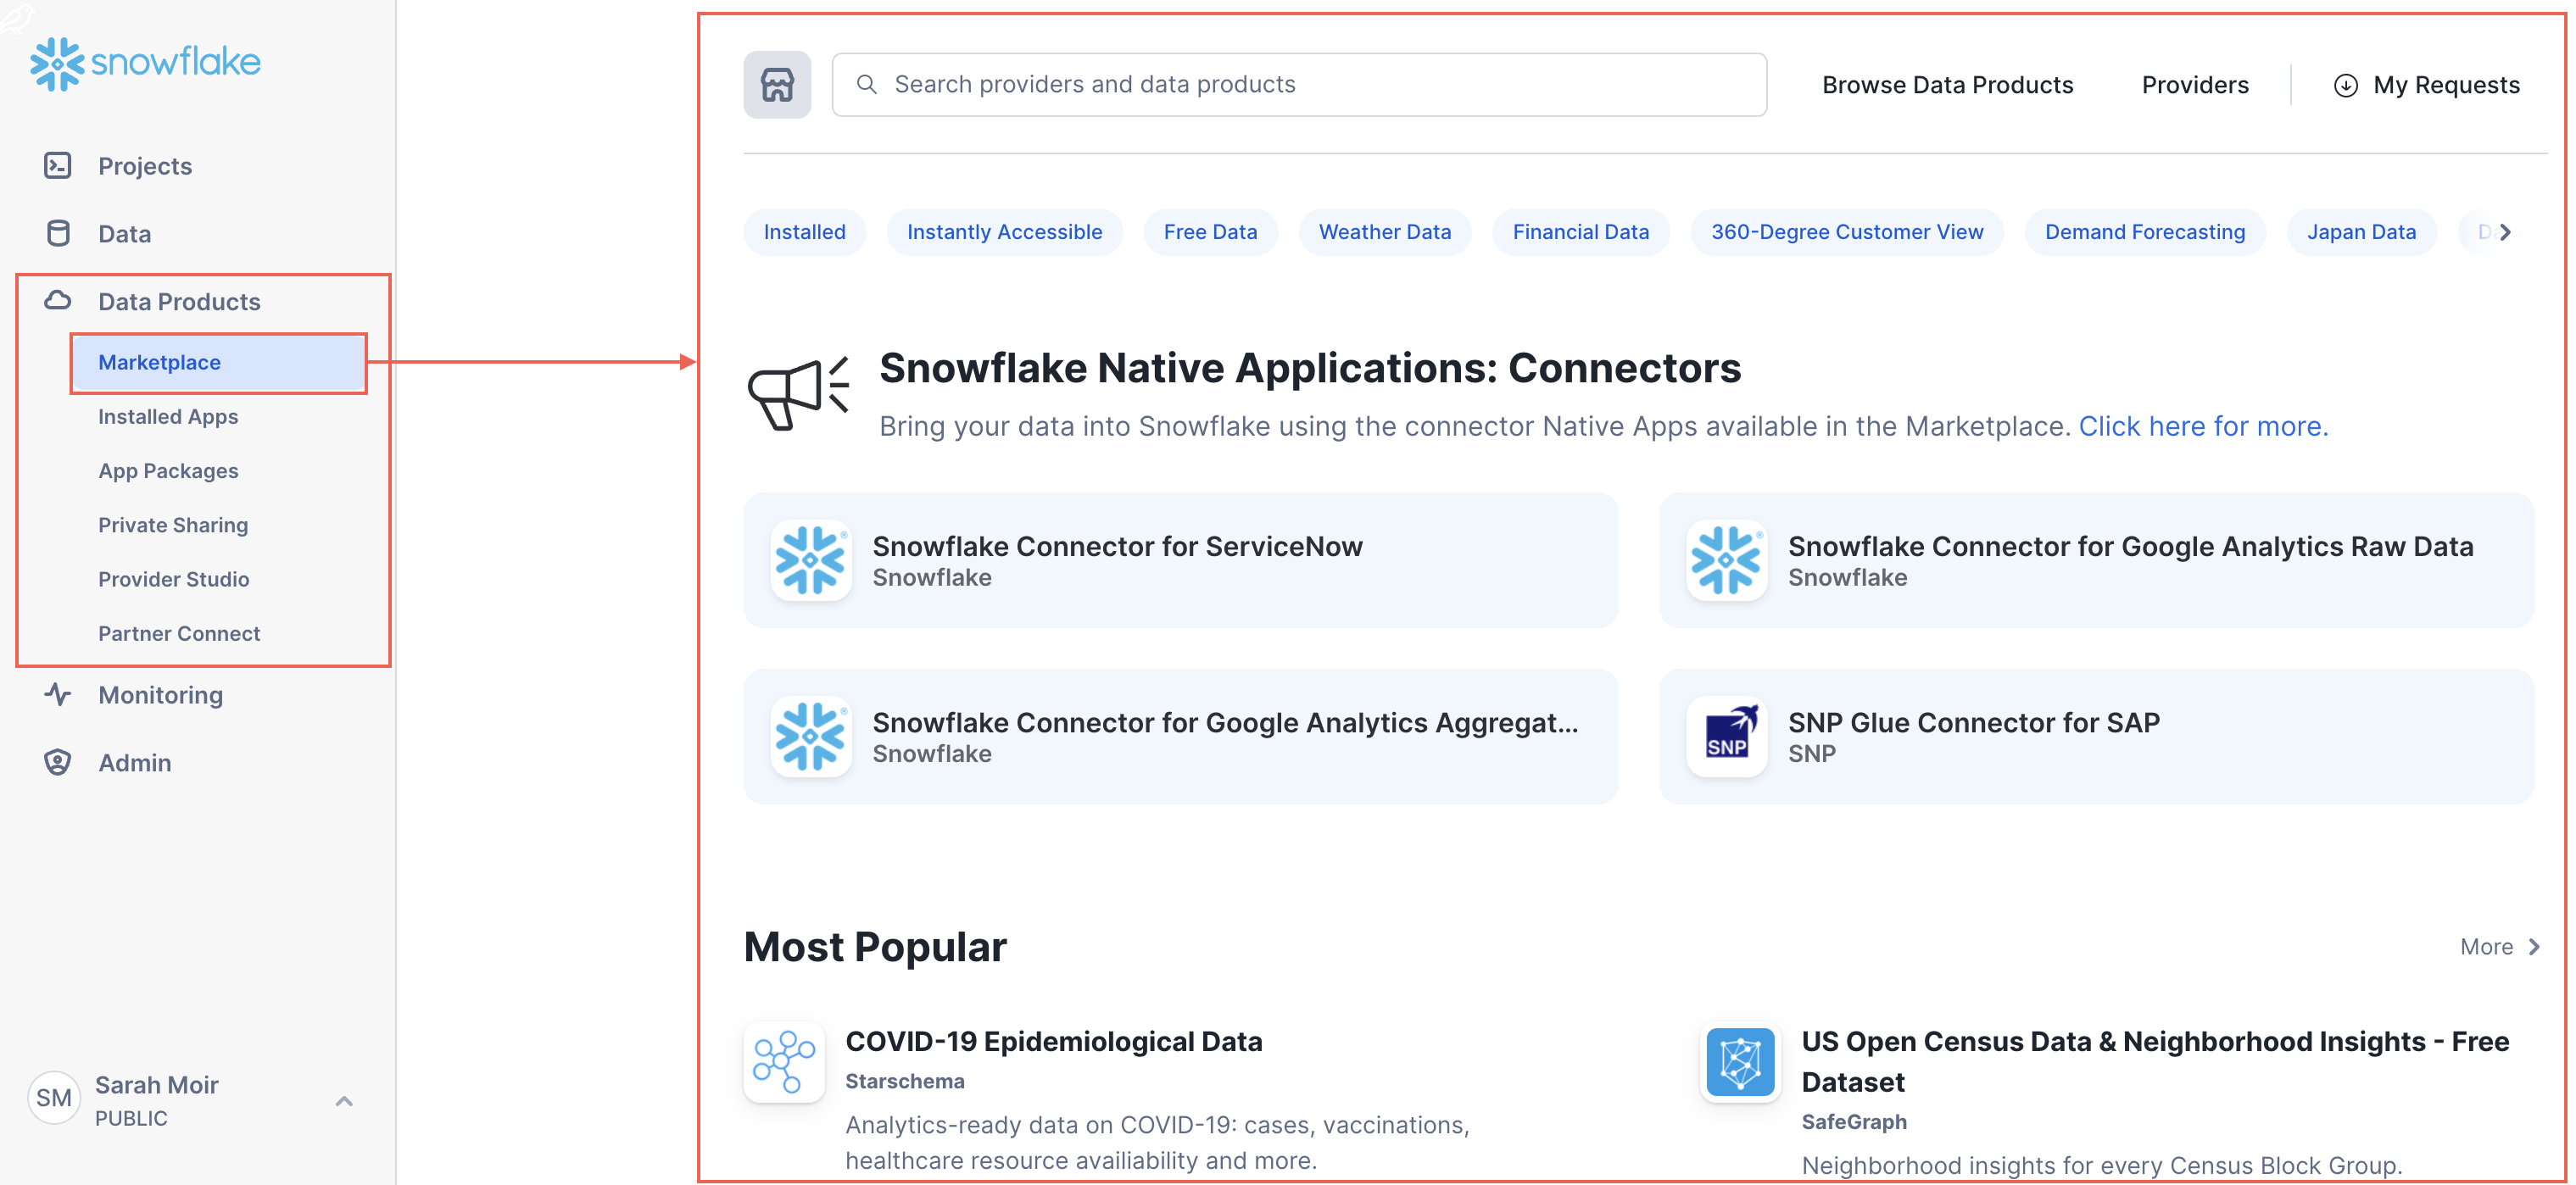 snowflake
Projects
Data
Data Products
Marketplace
Installed Apps
App Packages
Private Sharing
Provider Studio
Partner Connect
Monitoring
Admin
SM
Sarah Moir
PUBLIC
Search providers and data products
Browse Data Products
Providers
My Requests
Installed
Instantly Accessible
Free Data
Weather Data
Financial Data
360-Degree Customer View
Demand Forecasting
Japan Data
Snowflake Native Applications: Connectors
Bring your data into Snowflake using the connector Native Apps available in the Marketplace. Click here for more.
Snowflake Connector for ServiceNow
Snowflake
Snowflake Connector for Google Analytics Raw Data
Snowflake
Snowflake Connector for Google Analytics Aggregat...
Snowflake
SNP
SNP Glue Connector for SAP
SNP
Most Popular
More
COVID-19 Epidemiological Data
Starschema
Analytics-ready data on COVID-19: cases, vaccinations,
healthcare resource availiability and more.
US Open Census Data & Neighborhood Insights - Free
Dataset
SafeGraph
Neighborhood insights for every Census Block Group.